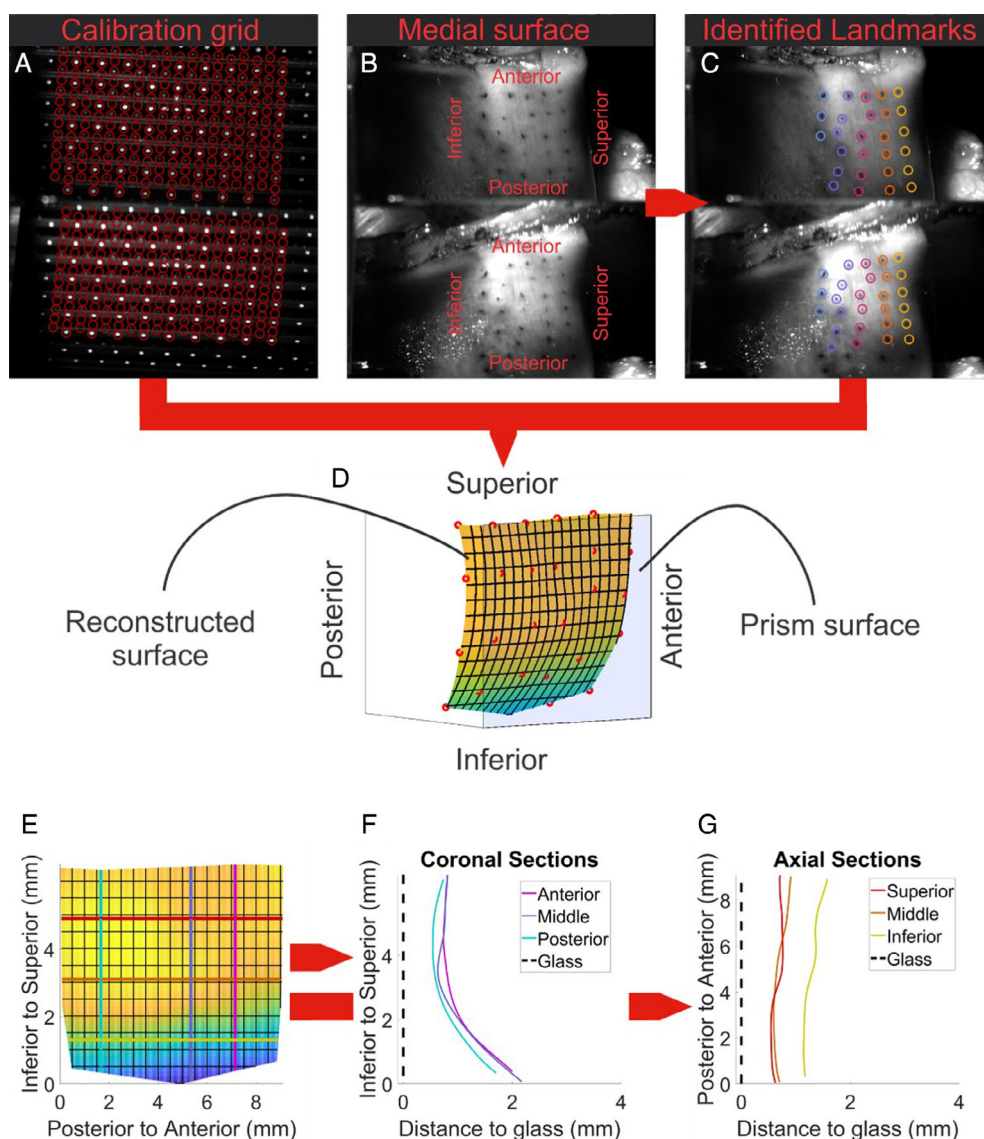 Calibration grid
Medial surface
Identified Landmarks
A
B
C
Anterior
Inferior
Superior
Posterior
Anterior
Inferior
Superior
Posterior
D
Superior
Posterior
Anterior
Reconstructed
surface
Prism surface
Inferior
E
Inferior to Superior (mm)
4
2
0
0 2 4 6 8
Posterior to Anterior (mm)
F
Coronal Sections
Anterior
Middle
Posterior
Glass
Inferior to Superior (mm)
4
2
0
0 2 4
Distance to glass (mm)
G
Axial Sections
Superior
Middle
Inferior
Glass
Posterior to Anterior (mm)
8
6
4
2
0
0 2 4
Distance to glass (mm)